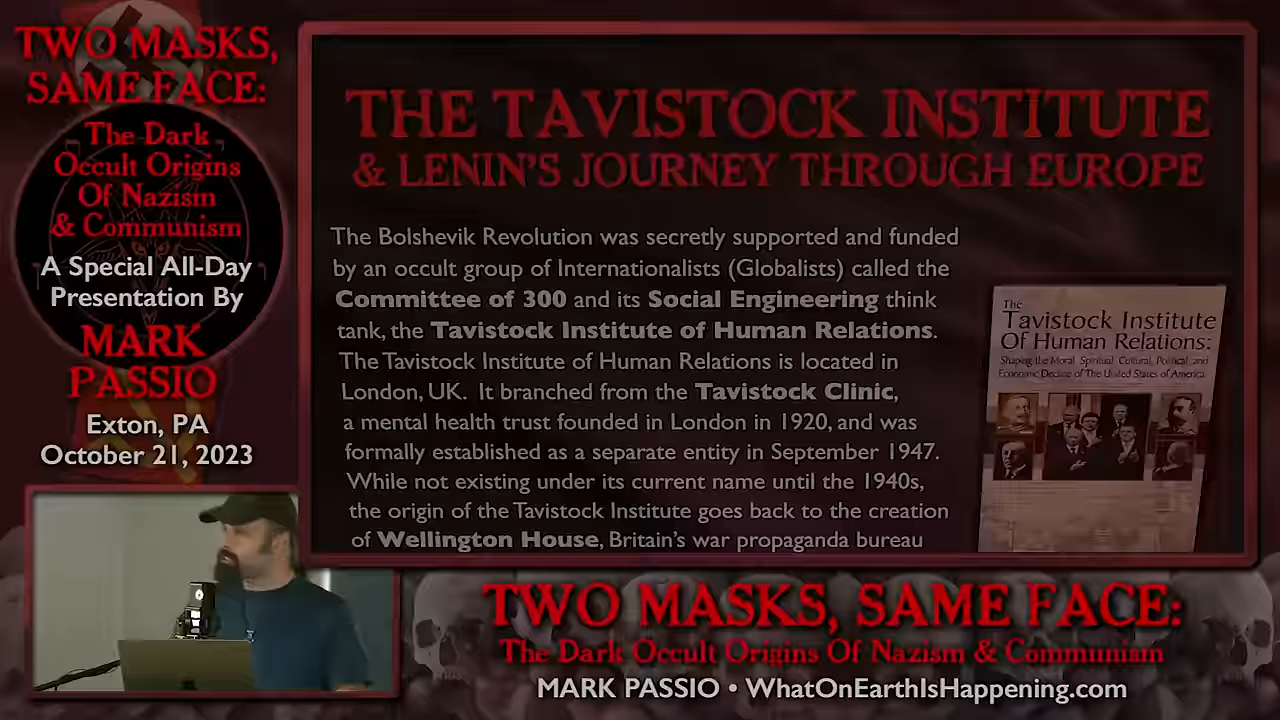 TWO MASKS,
SAME FACE:
The Dark
Occult Origins
Of Nazism
& Communism
A Special All-Day
Presentation By
MARK
PASSIO
Exton, PA
October 21, 2023
THE TAVISTOCK INSTITUTE
& LENIN'S JOURNEY THROUGH EUROPE
The Bolshevik Revolution was secretly supported and funded
by an occult group of Internationalists (Globalists) called the
Committee of 300 and its Social Engineering think
tank, the Tavistock Institute of Human Relations.
The Tavistock Institute of Human Relations is located in
London, UK. It branched from the Tavistock Clinic,
a mental health trust founded in London in 1920, and was
formally established as a separate entity in September 1947.
While not existing under its current name until the 1940s,
the origin of the Tavistock Institute goes back to the creation
of Wellington House, Britain's war propaganda bureau
The
Tavistock Institute
Of Human Relations:
Shaping the Moral, Spiritual, Cultural, Political and
Economic Decline of The United States of America
TWO MASKS, SAME FACE:
The Dark Occult Origins Of Nazism & Communism
MARK PASSIO • WhatOnEarthIsHappening.com